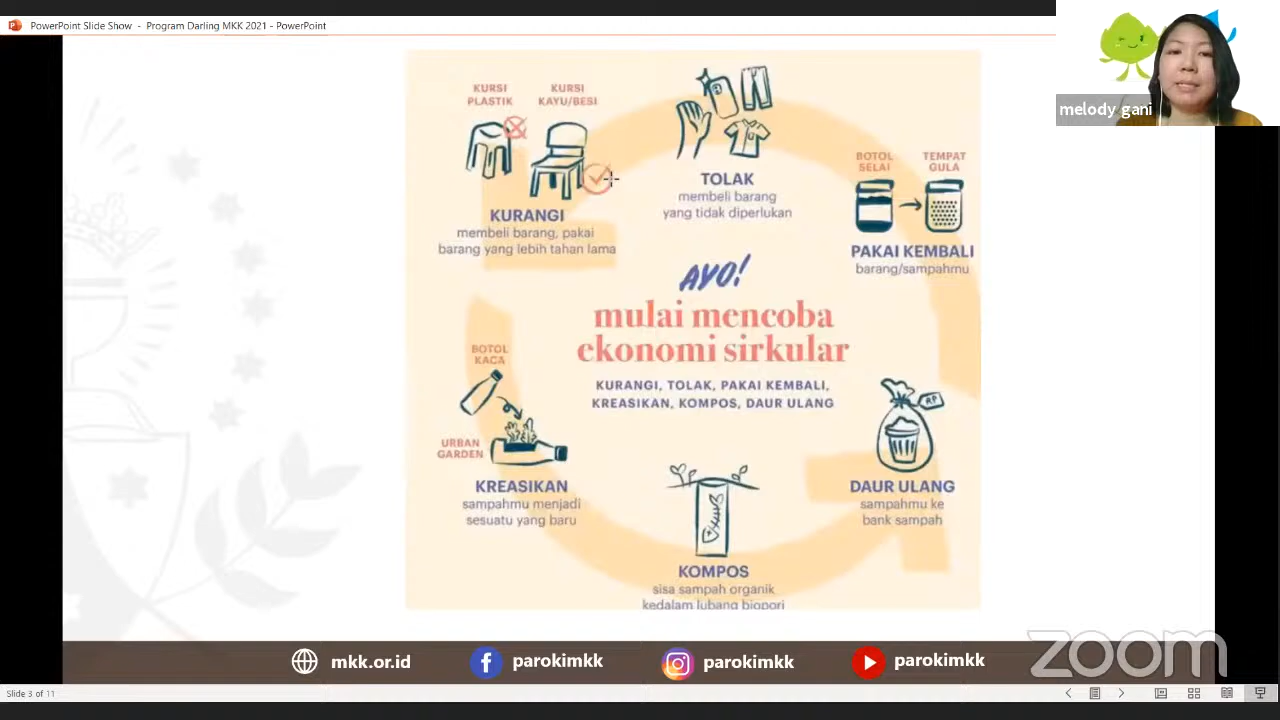 PowerPoint Slide Show - Program Darling MKK 2021 - PowerPoint
melody gani
KURSI
PLASTIK
KURSI
KAYU/BESI
KURANGI
membeli barang, pakai
barang yang lebih tahan lama
TOLAK
membeli barang
yang tidak diperlukan
BOTOL
SELAI
TEMPAT
GULA
PAKAI KEMBALI
barang/sampahmu
AYO!
mulai mencoba
ekonomi sirkular
KURANGI, TOLAK, PAKAI KEMBALI,
KREASIKAN, KOMPOS, DAUR ULANG
BOTOL
KACA
URBAN
GARDEN
KREASIKAN
sampahmu menjadi
sesuatu yang baru
RP
DAUR ULANG
sampahmu ke
bank sampah
KOMPOS
sisa sampah organik
kedalam lubang biopori
mkk.or.id
parokimkk
parokimkk
parokimkk
zoom
Slide 3 of 11